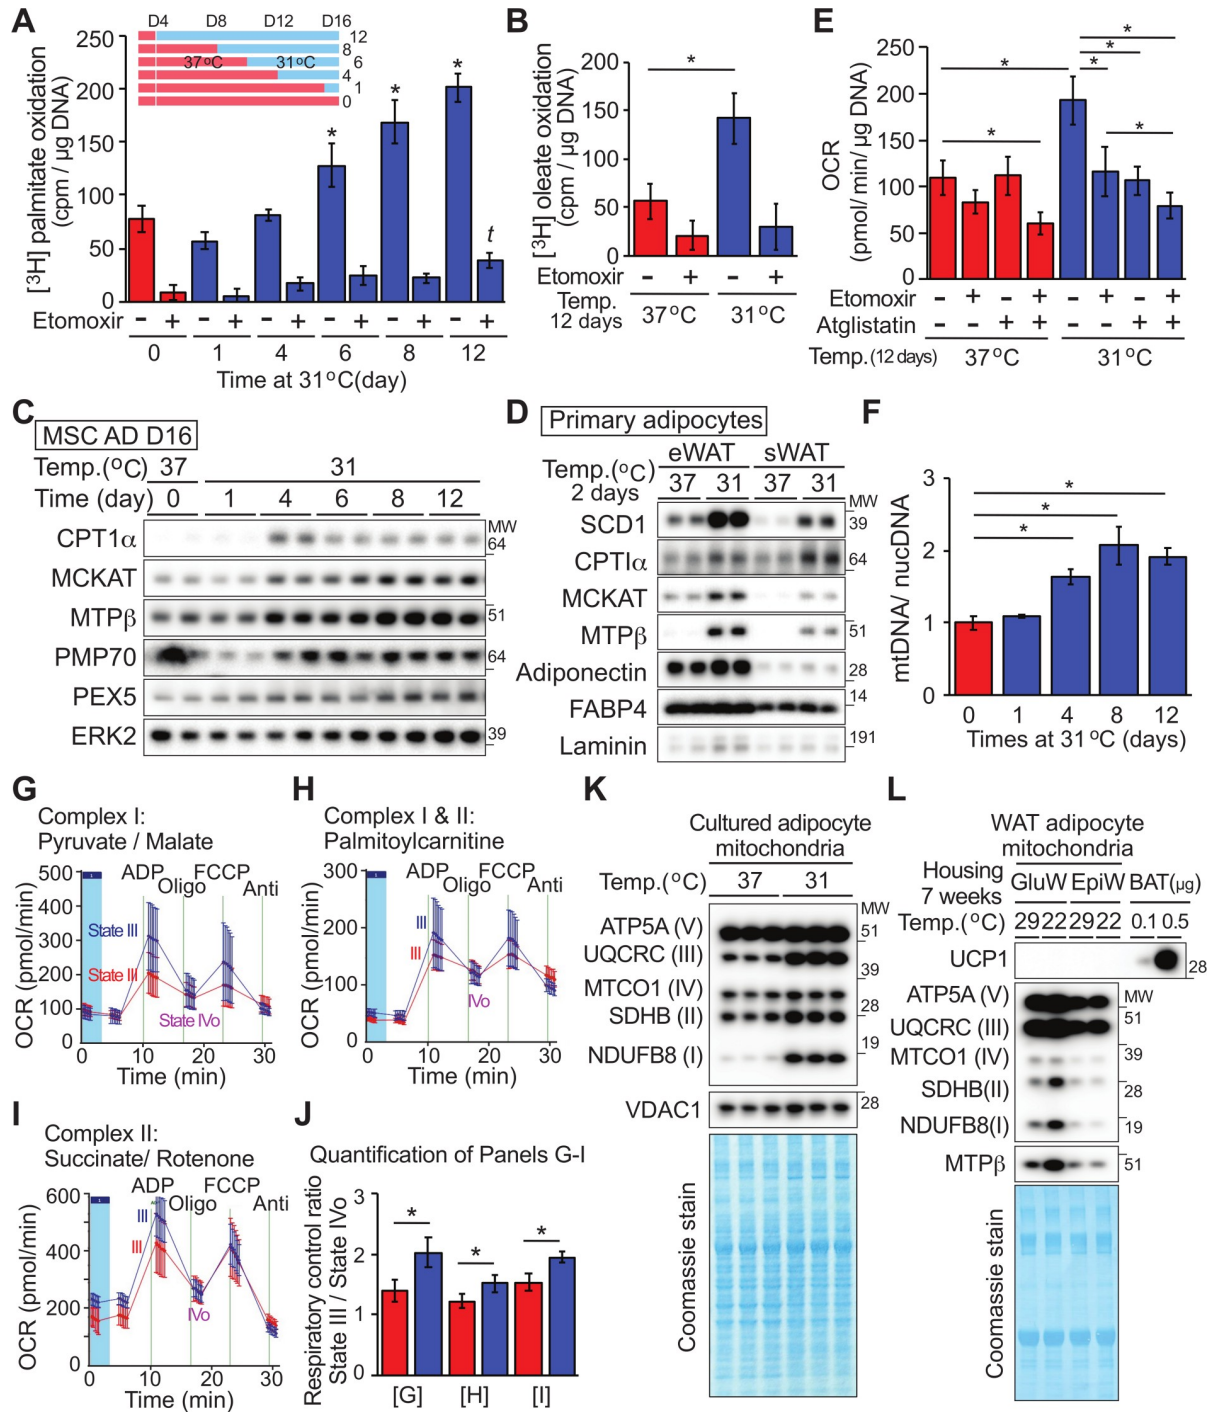 A
D4 D8 D12 D16
12
8
37°C 31°C 6
4
1
0
[³H] palmitate oxidation
(cpm / µg DNA)
250
200
150
100
50
0
* * * * t
Etomoxir - + - + - + - + - + - +
0 1 4 6 8 12
Time at 31°C(day)
B
[³H] oleate oxidation
(cpm / µg DNA)
200
150
100
50
0
*
Etomoxir - + - +
Temp.
12 days
37°C 31°C
E
OCR
(pmol/ min/ µg DNA)
250
200
150
100
50
0
* * * * * *
Etomoxir - + - + - + - +
Atglistatin - - + + - - + +
Temp.(12 days) 37°C 31°C
C
MSC AD D16
Temp.(°C) 37 31
Time (day) 0 1 4 6 8 12
MW
CPT1α 64
MCKAT
MTPβ 51
PMP70 64
PEX5
ERK2 39
D
Primary adipocytes
eWAT sWAT
Temp.(°C)
2 days
37 31 37 31
MW
SCD1 39
CPTIα 64
MCKAT
MTPβ 51
Adiponectin 28
FABP4 14
Laminin 191
F
mtDNA/ nucDNA
3
2
1
0
* * *
0 1 4 8 12
Times at 31°C (days)
G
Complex I:
Pyruvate / Malate
ADP FCCP
Oligo Anti
OCR (pmol/min)
500
400
300
200
100
0
State III
State III
State IVo
0 10 20 30
Time (min)
H
Complex I & II:
Palmitoylcarnitine
ADP FCCP
Oligo Anti
OCR (pmol/min)
300
200
100
0
III
III
IVo
0 10 20 30
Time (min)
I
Complex II:
Succinate/ Rotenone
ADP FCCP
Oligo Anti
OCR (pmol/min)
600
400
200
0
III
III
IVo
0 10 20 30
Time (min)
J
Quantification of Panels G-I
Respiratory control ratio
State III / State IVo
3
2
1
0
* * *
[G] [H] [I]
K
Cultured adipocyte
mitochondria
Temp.(°C) 37 31
MW
ATP5A (V) 51
UQCRC (III)
39
MTCO1 (IV)
28
SDHB (II)
19
NDUFB8 (I)
VDAC1 28
Coomassie stain
L
WAT adipocyte
mitochondria
Housing
7 weeks
GluW EpiW BAT(µg)
Temp.(°C) 29 22 29 22 0.1 0.5
UCP1 28
ATP5A (V) MW
51
UQCRC (III)
MTCO1 (IV) 39
SDHB(II) 28
NDUFB8(I) 19
MTPβ 51
Coomassie stain